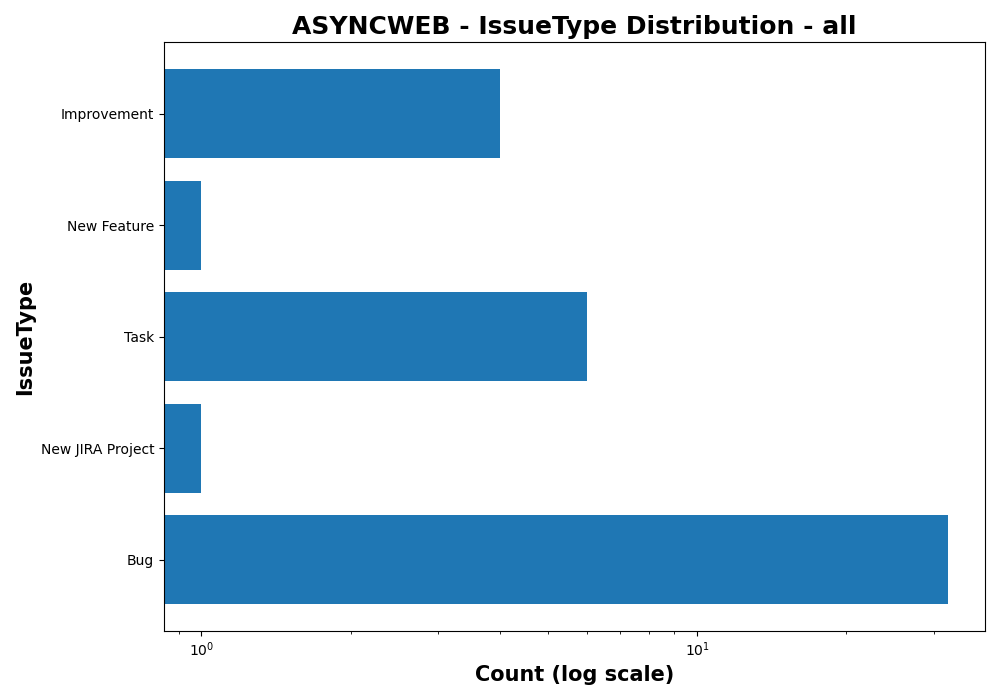 ASYNCWEB - IssueType Distribution - all
Improvement
New Feature
Task
New JIRA Project
Bug
IssueType
10⁰
10¹
Count (log scale)